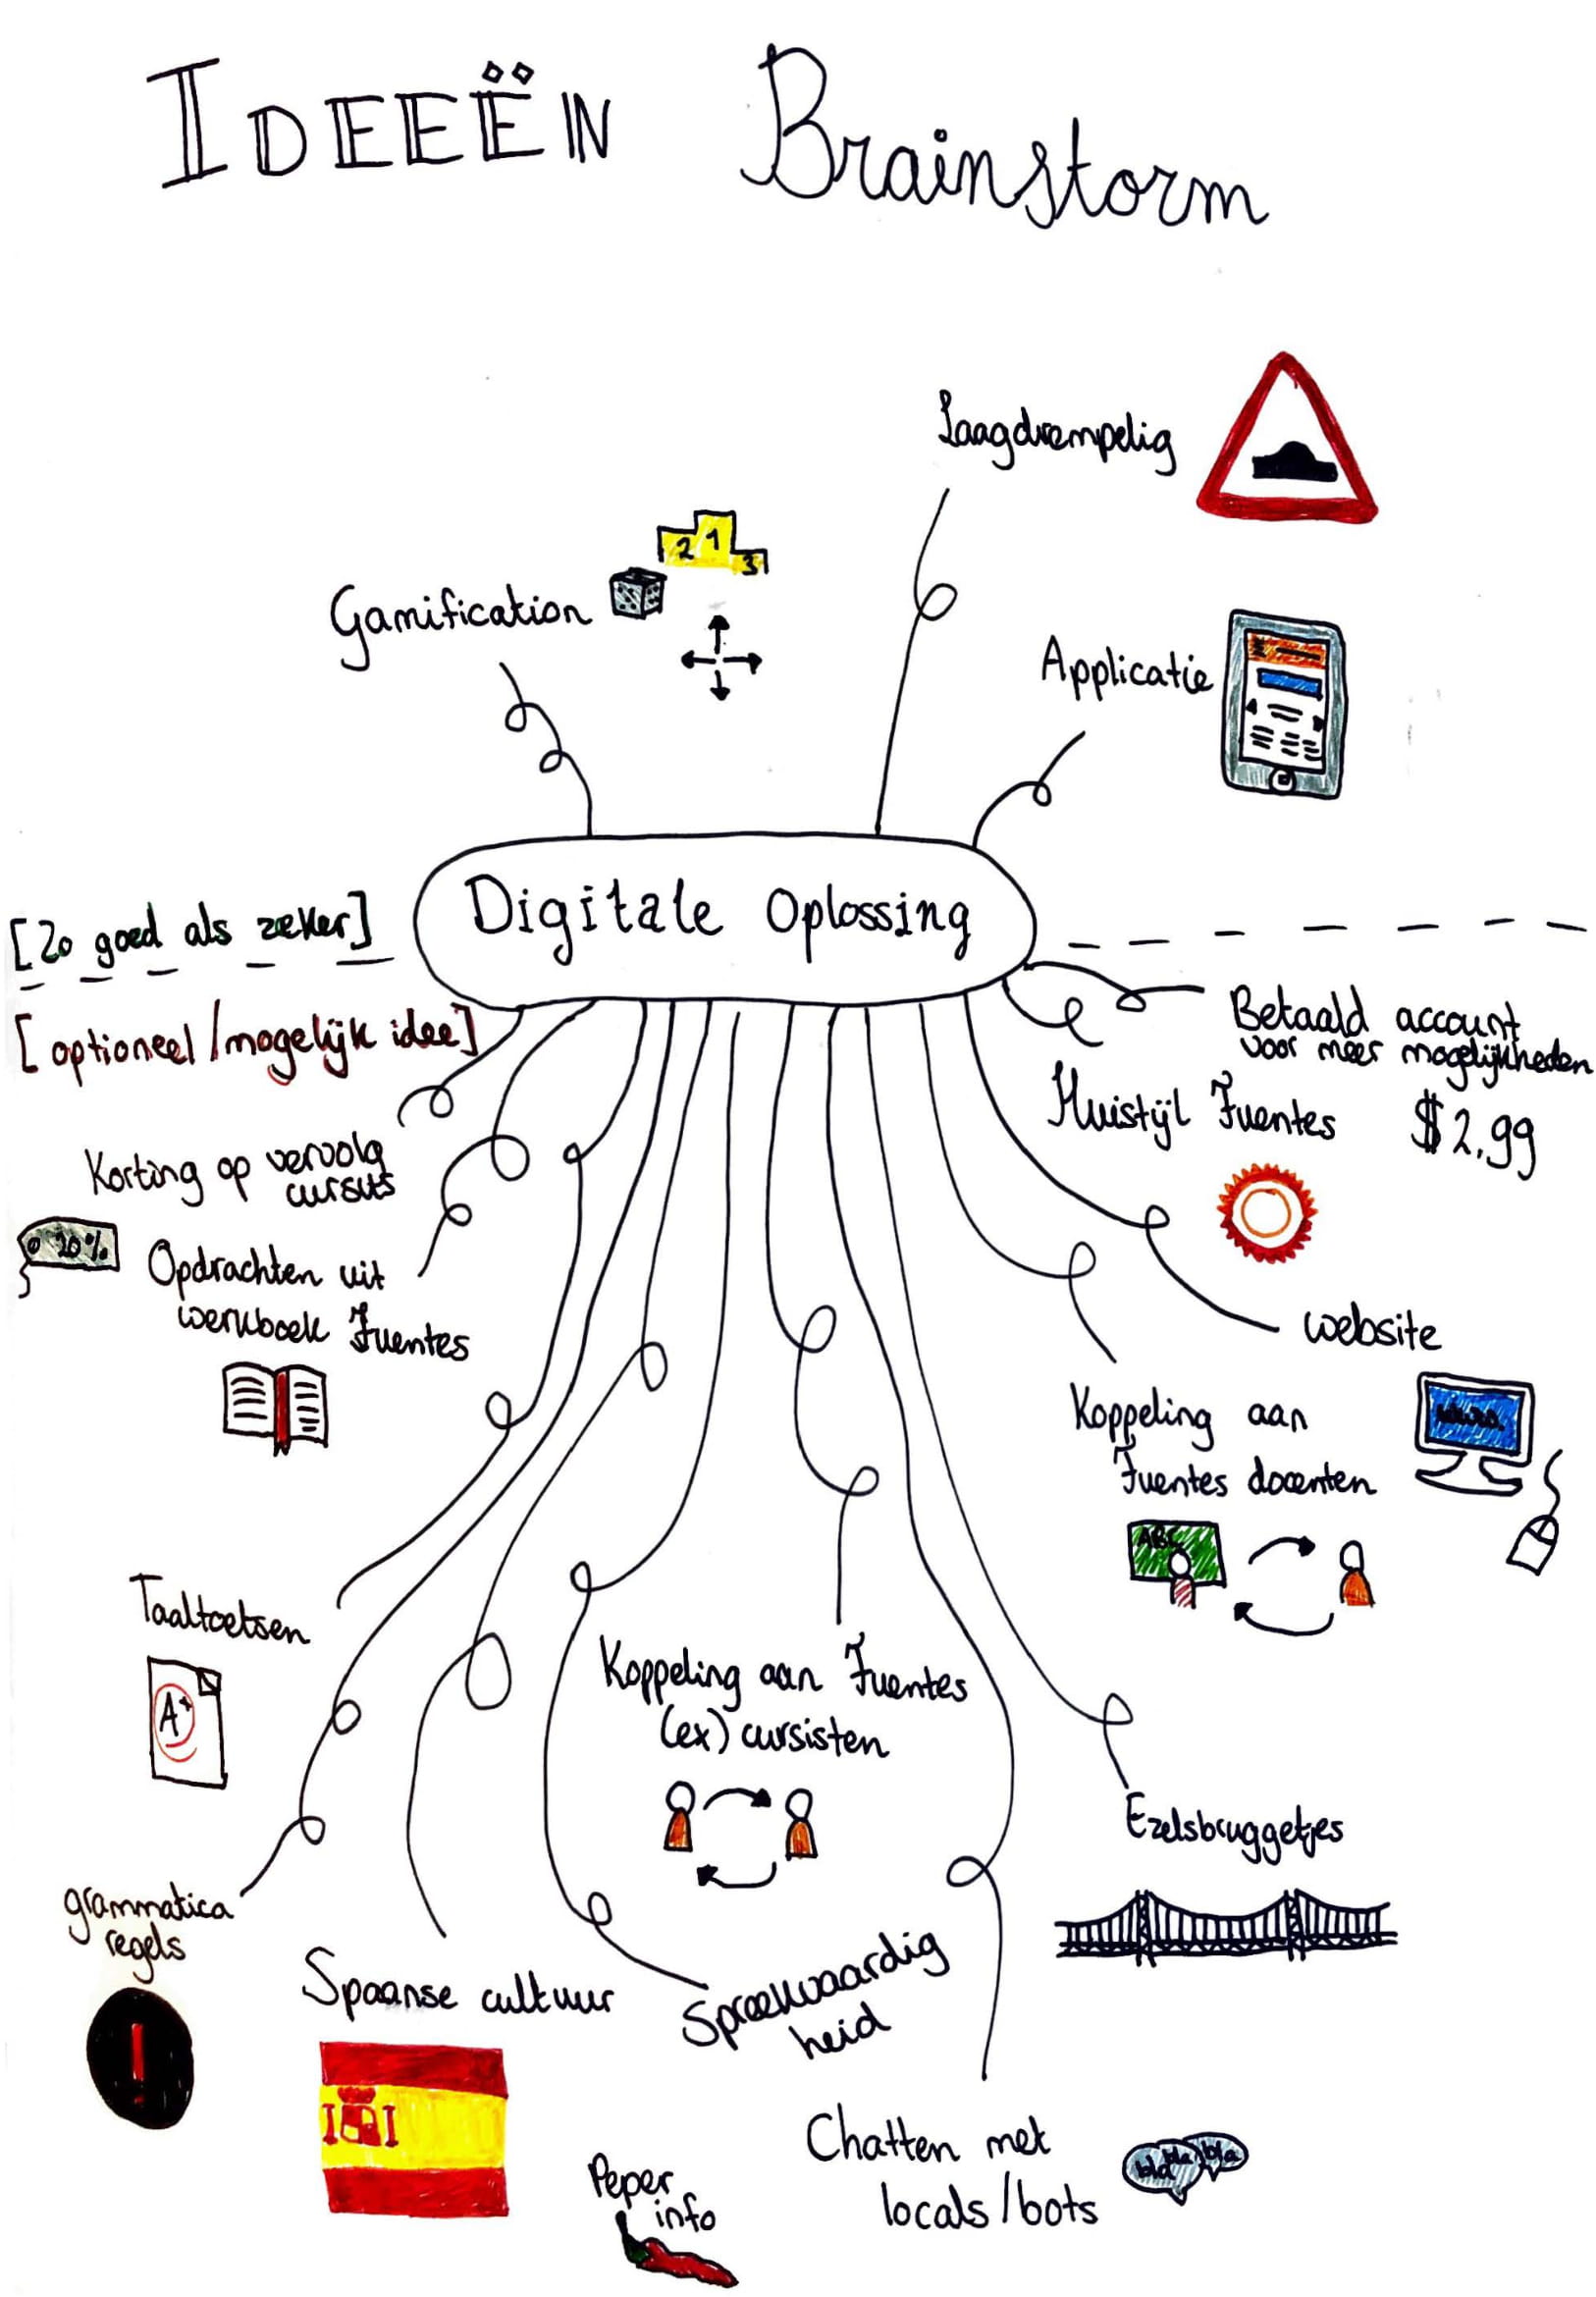 IDEEËN Brainstorm
Laagdrempelig
2 1 3
Gamification
Applicatie
Digitale Oplossing
[Zo goed als zeker]
[optioneel/mogelijk idee]
Betaald account
voor meer mogelijkheden
$2,99
Huistijl Fuentes
Korting op vervolg
cursus
Opdrachten uit
werkboek Fuentes
website
Koppeling aan
Fuentes docenten
ABC
Taaltoetsen
A+
Koppeling aan Fuentes
(ex) cursisten
Ezelsbruggetjes
grammatica
regels
!
Spaanse cultuur
Spreekvaardig
heid
Chatten met
locals/bots
bla bla bla
Peper
info